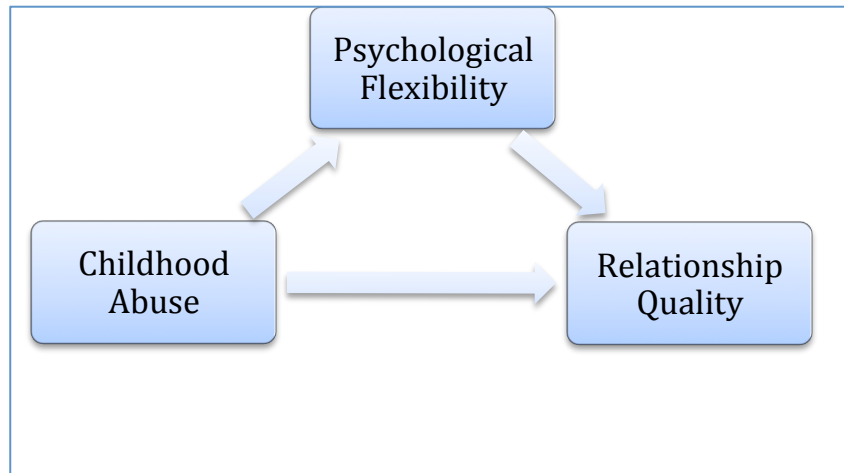 Psychological
Flexibility
Childhood
Abuse
Relationship
Quality